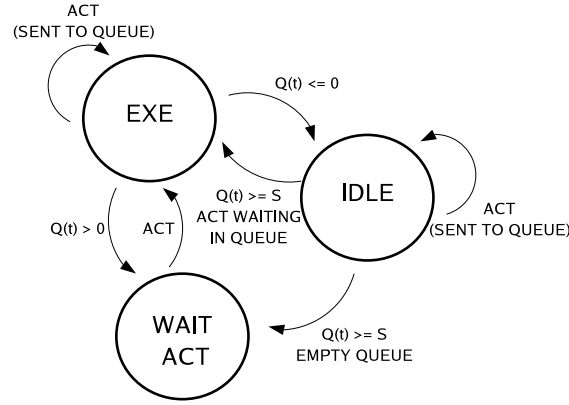 ACT
(SENT TO QUEUE)
Q(t) <= 0
EXE
IDLE
Q(t) >= S
ACT WAITING
IN QUEUE
ACT
(SENT TO QUEUE)
Q(t) > 0
ACT
WAIT
ACT
Q(t) >= S
EMPTY QUEUE